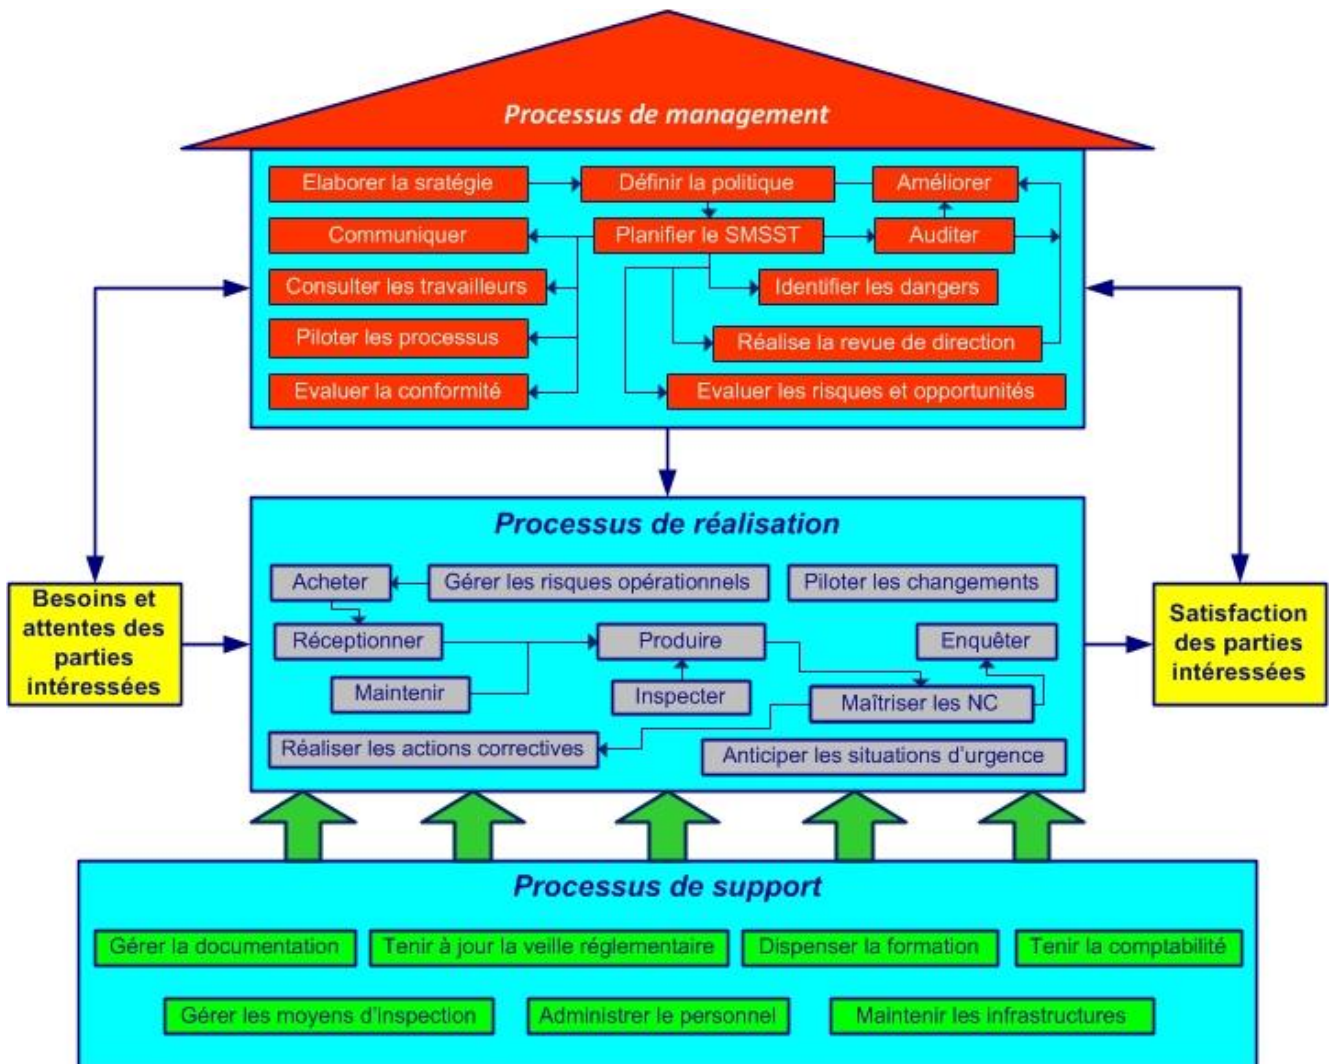 Processus de management
Elaborer la sratégie
Définir la politique
Améliorer
Communiquer
Planifier le SMSST
Auditer
Consulter les travailleurs
Identifier les dangers
Piloter les processus
Réalise la revue de direction
Evaluer la conformité
Evaluer les risques et opportunités
Besoins et
attentes des
parties
intéressées
Processus de réalisation
Acheter
Gérer les risques opérationnels
Piloter les changements
Réceptionner
Produire
Enquêter
Maintenir
Inspecter
Maîtriser les NC
Réaliser les actions correctives
Anticiper les situations d'urgence
Satisfaction
des parties
intéressées
Processus de support
Gérer la documentation
Tenir à jour la veille réglementaire
Dispenser la formation
Tenir la comptabilité
Gérer les moyens d'inspection
Administrer le personnel
Maintenir les infrastructures